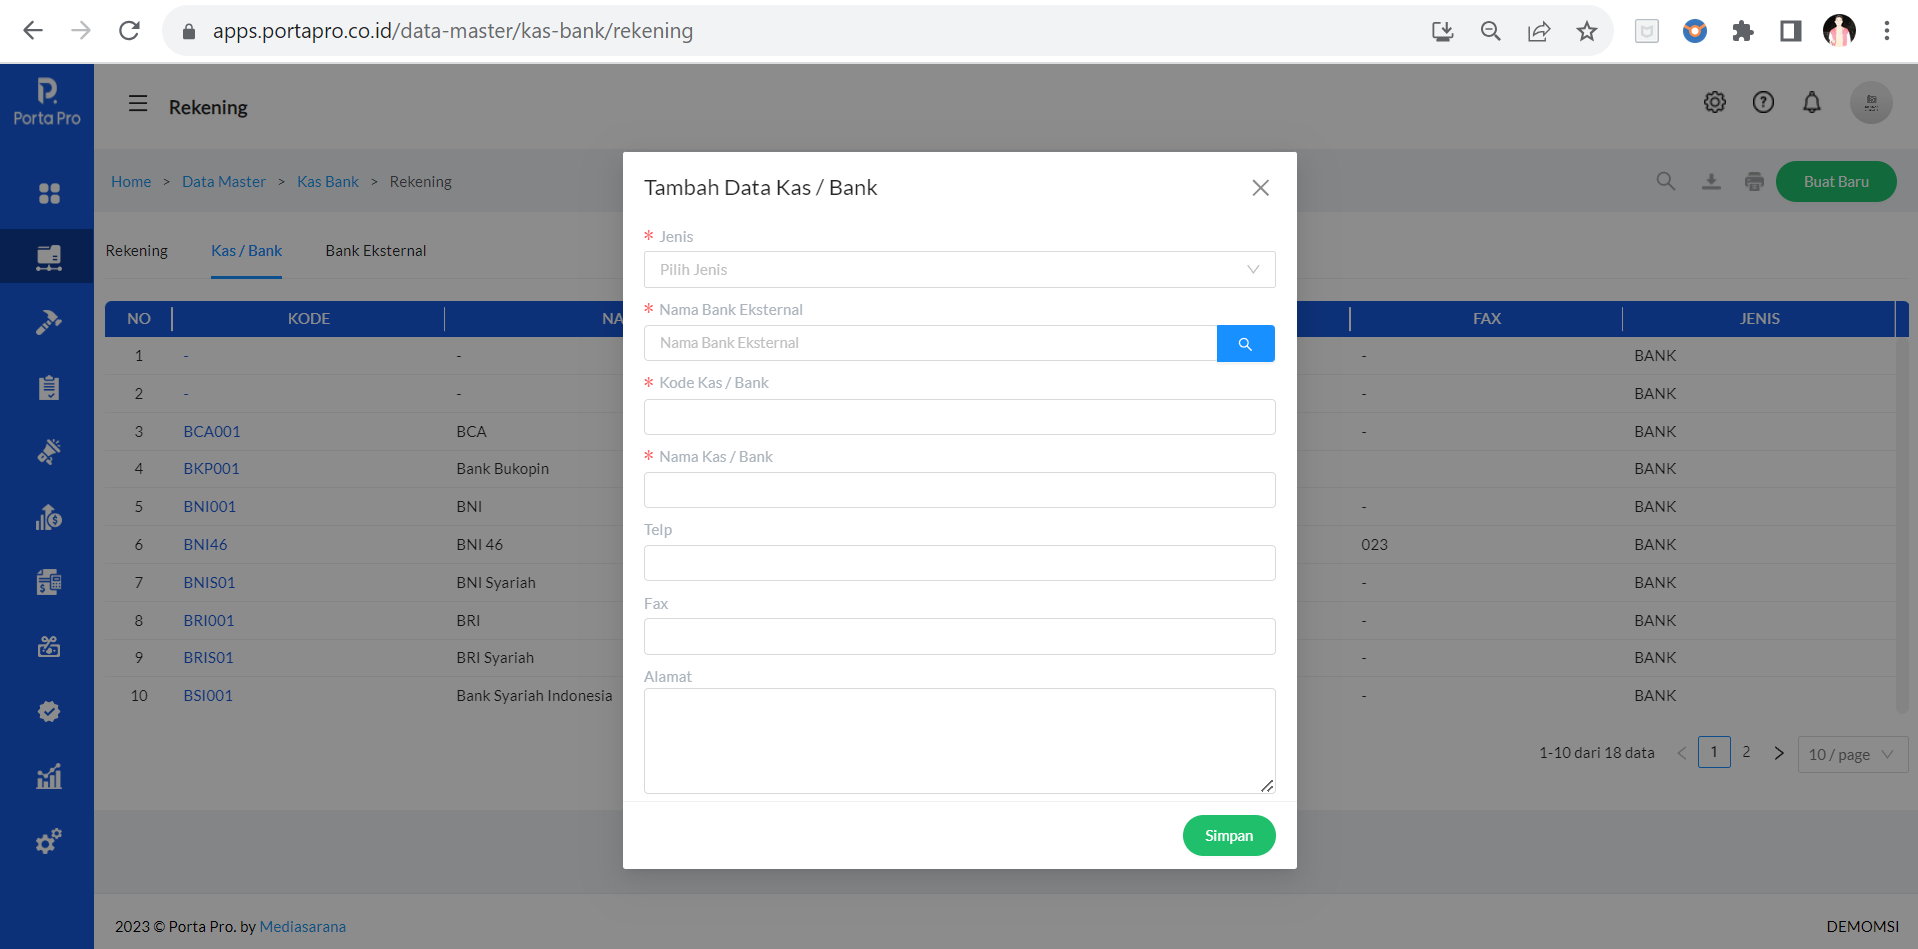 apps.portapro.co.id/data-master/kas-bank/rekening
Porta Pro
Rekening
Home > Data Master > Kas Bank > Rekening
Buat Baru
Rekening Kas / Bank Bank Eksternal
NO KODE NA FAX JENIS
1 - - - BANK
2 - - - BANK
3 BCA001 BCA - BANK
4 BKP001 Bank Bukopin BANK
5 BNI001 BNI - BANK
6 BNI46 BNI 46 023 BANK
7 BNIS01 BNI Syariah - BANK
8 BRI001 BRI - BANK
9 BRIS01 BRI Syariah - BANK
10 BSI001 Bank Syariah Indonesia - BANK
1-10 dari 18 data < 1 2 > 10 / page
Tambah Data Kas / Bank
* Jenis
Pilih Jenis
* Nama Bank Eksternal
Nama Bank Eksternal
* Kode Kas / Bank
* Nama Kas / Bank
Telp
Fax
Alamat
Simpan
2023 © Porta Pro. by Mediasarana
DEMOMSI